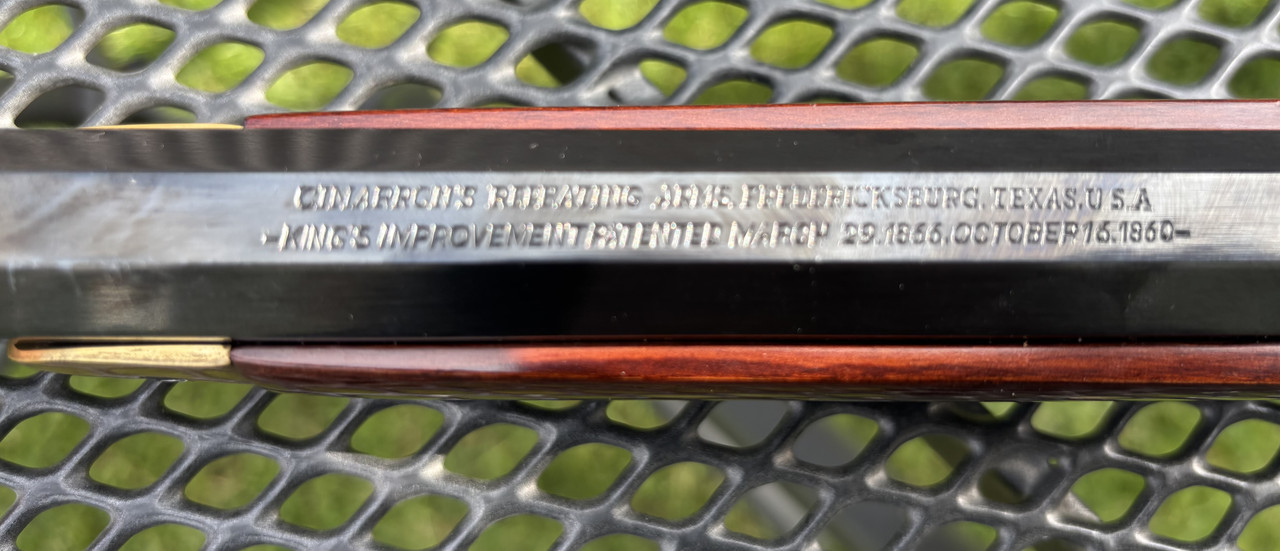 CIMARRON'S REPEATING ARMS, FREDERICKSBURG, TEXAS, U.S.A
-KING'S IMPROVEMENT PATENTED MARCH 29.1866.OCTOBER 16.1860-